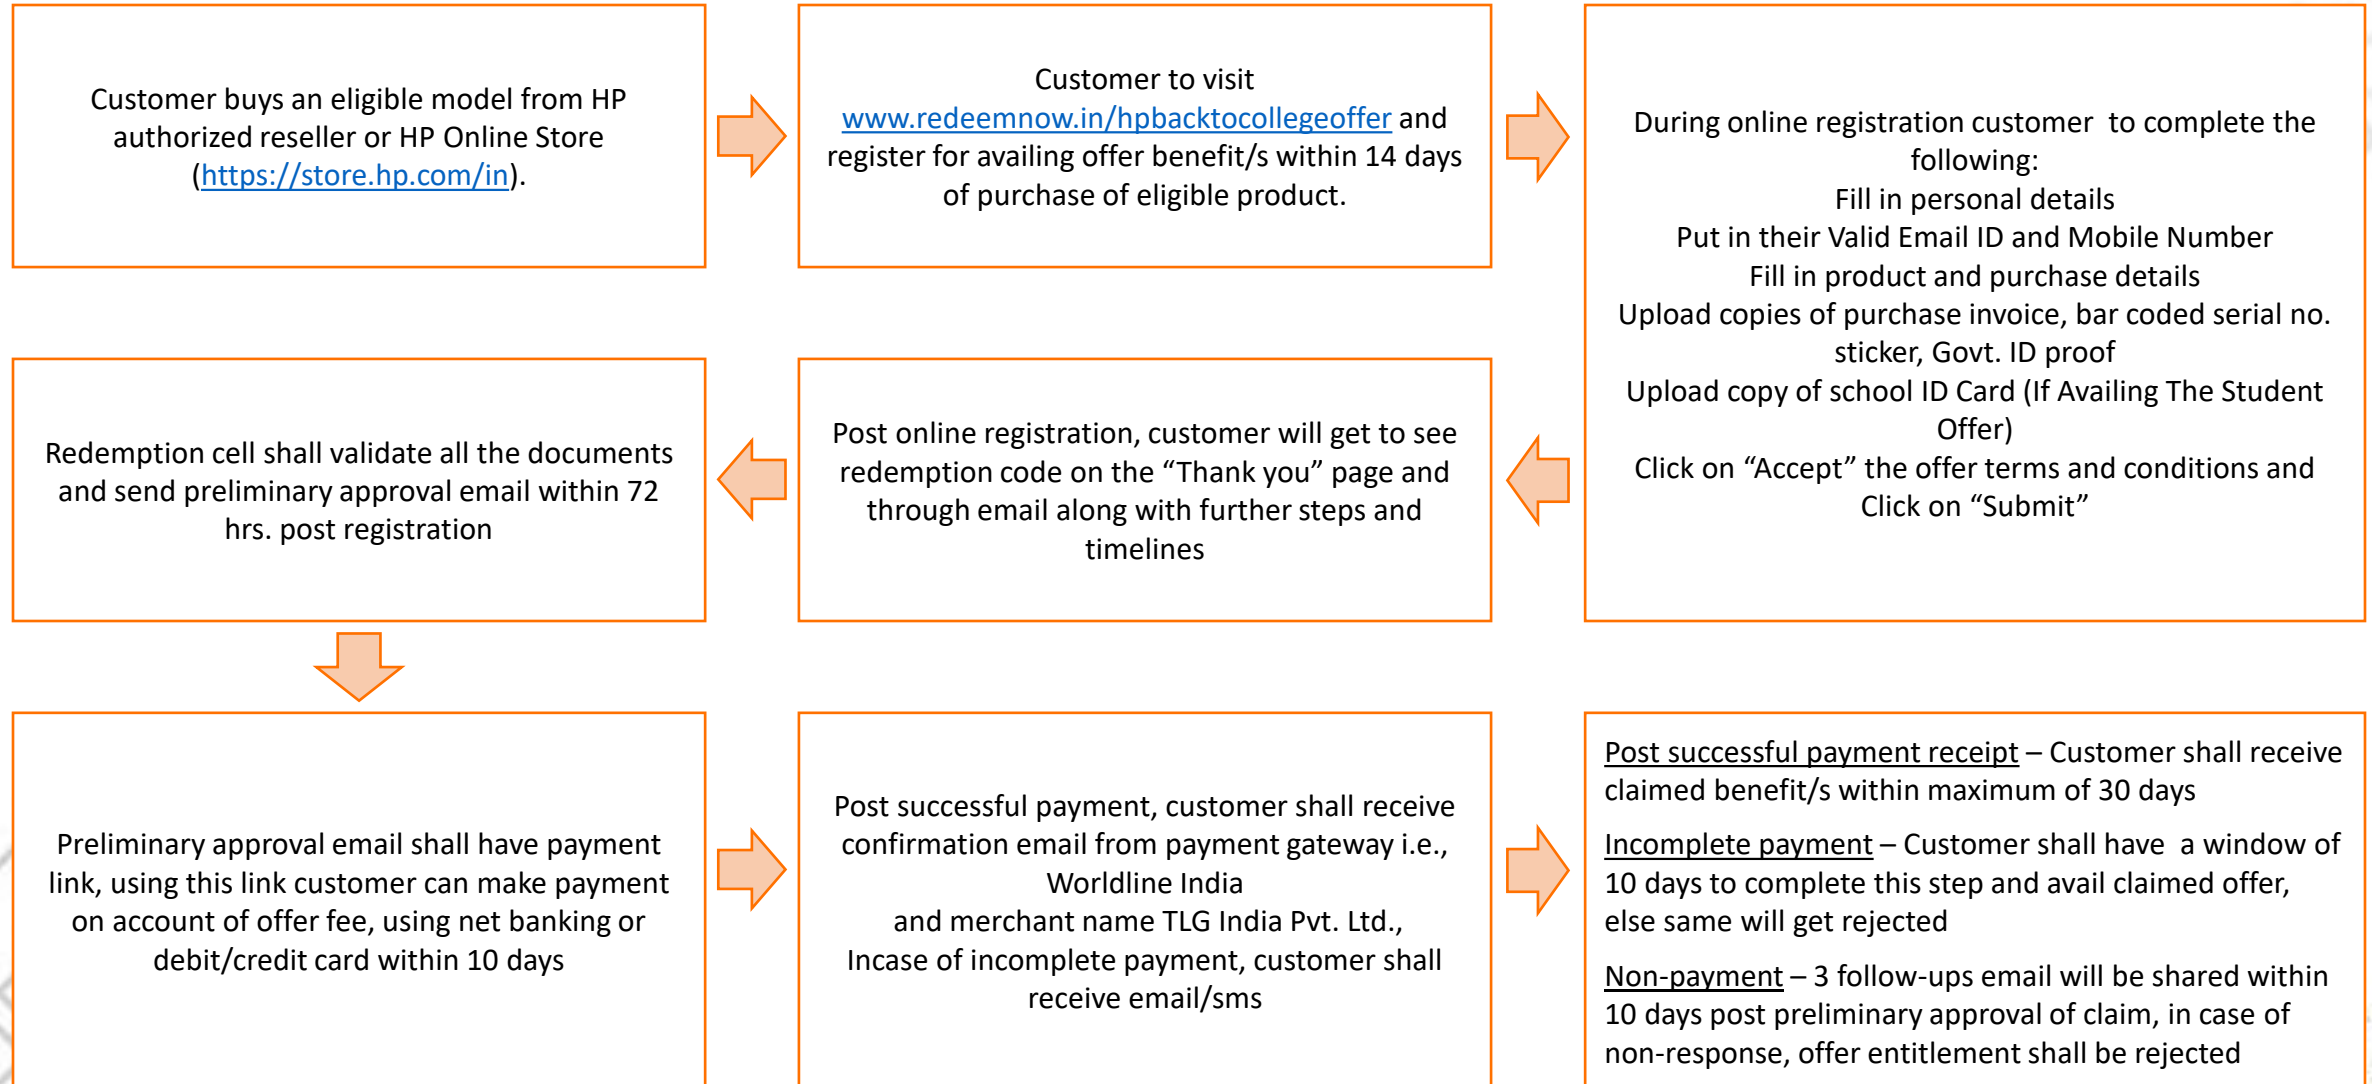 Customer buys an eligible model from HP
authorized reseller or HP Online Store
(https://store.hp.com/in).
Customer to visit
www.redeemnow.in/hpbacktocollegeoffer and
register for availing offer benefit/s within 14 days
of purchase of eligible product.
During online registration customer  to complete the
following:
Fill in personal details
Put in their Valid Email ID and Mobile Number
Fill in product and purchase details
Upload copies of purchase invoice, bar coded serial no.
sticker, Govt. ID proof
Upload copy of school ID Card (If Availing The Student
Offer)
Click on “Accept” the offer terms and conditions and
Click on “Submit”
Post online registration, customer will get to see
redemption code on the “Thank you” page and
through email along with further steps and
timelines
Redemption cell shall validate all the documents
and send preliminary approval email within 72
hrs. post registration
Preliminary approval email shall have payment
link, using this link customer can make payment
on account of offer fee, using net banking or
debit/credit card within 10 days
Post successful payment, customer shall receive
confirmation email from payment gateway i.e.,
Worldline India
and merchant name TLG India Pvt. Ltd.,
Incase of incomplete payment, customer shall
receive email/sms
Post successful payment receipt – Customer shall receive
claimed benefit/s within maximum of 30 days
Incomplete payment – Customer shall have  a window of
10 days to complete this step and avail claimed offer,
else same will get rejected
Non-payment – 3 follow-ups email will be shared within
10 days post preliminary approval of claim, in case of
non-response, offer entitlement shall be rejected